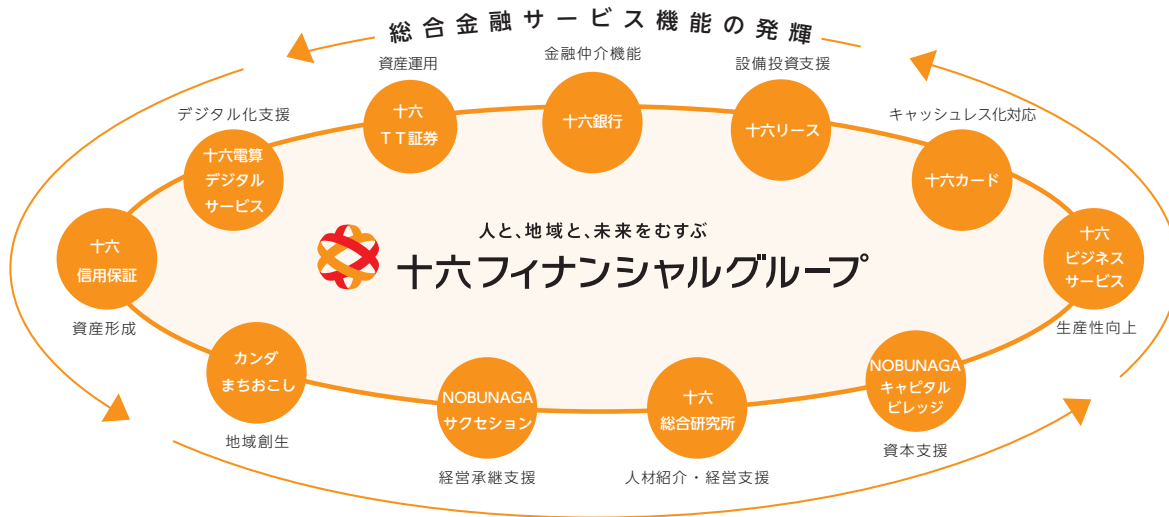 総合金融サービス機能の発輝
金融仲介機能
十六銀行
設備投資支援
十六リース
キャッシュレス化対応
十六カード
十六
ビジネス
サービス
生産性向上
NOBUNAGA
キャピタル
ビレッジ
資本支援
十六
総合研究所
人材紹介・経営支援
NOBUNAGA
サクセション
経営承継支援
カンダ
まちおこし
地域創生
十六
信用保証
資産形成
デジタル化支援
十六電算
デジタル
サービス
資産運用
十六
TT証券
人と、地域と、未来をむすぶ
十六フィナンシャルグループ